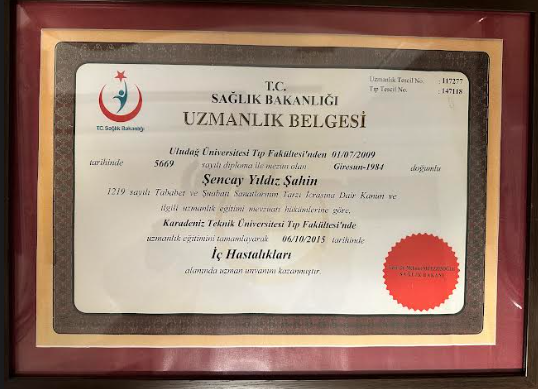 T.C. Sağlık Bakanlığı
T.C.
SAĞLIK BAKANLIĞI
UZMANLIK BELGESİ
Uzmanlık Tescil No. : 117277
Tıp Tescil No. : 147118
Uludağ Üniversitesi Tıp Fakültesi'nden 01/07/2009
tarihinde 5669 sayılı diploma ile mezun olan Giresun-1984 doğumlu
Şencay Yıldız Şahin
1219 sayılı Tababet ve Şuabatı Sanatlarının Tarzı İcrasına Dair Kanun ve
ilgili uzmanlık eğitimi mevzuatı hükümlerine göre,
Karadeniz Teknik Üniversitesi Tıp Fakültesi'nde
uzmanlık eğitimini tamamlayarak 06/10/2015 tarihinde
İç Hastalıkları
alanında uzman unvanını kazanmıştır.